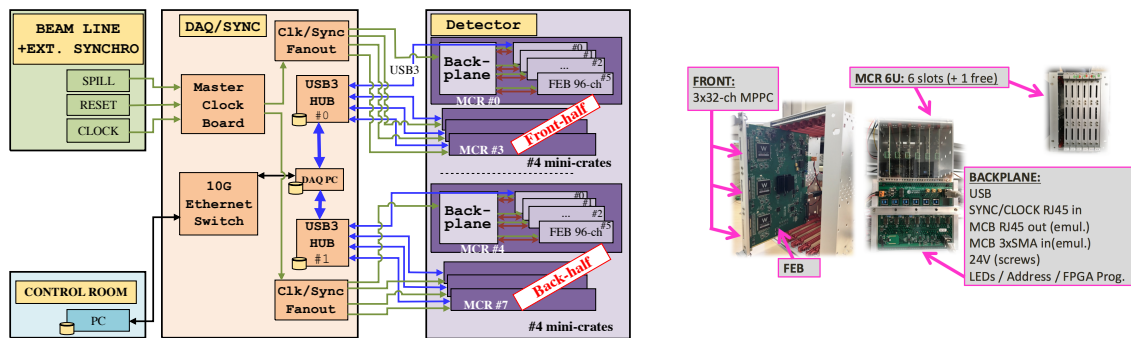 BEAM LINE
+EXT. SYNCHRO
SPILL
RESET
CLOCK
CONTROL ROOM
PC
DAQ/SYNC
Master
Clock
Board
10G
Ethernet
Switch
Clk/Sync
Fanout
USB3
HUB
#0
DAQ PC
USB3
HUB
#1
Clk/Sync
Fanout
USB3
Detector
Back-
plane
#0
#1
...
#2
FEB 96-ch
#5
MCR #0
Front-half
MCR #3
#4 mini-crates
Back-
plane
#0
...
#2
FEB 96-ch
#5
MCR #4
Back-half
MCR #7
#4 mini-crates
FRONT:
3x32-ch MPPC
FEB
MCR 6U: 6 slots (+ 1 free)
BACKPLANE:
USB
SYNC/CLOCK RJ45 in
MCB RJ45 out (emul.)
MCB 3xSMA in(emul.)
24V (screws)
LEDs / Address / FPGA Prog.